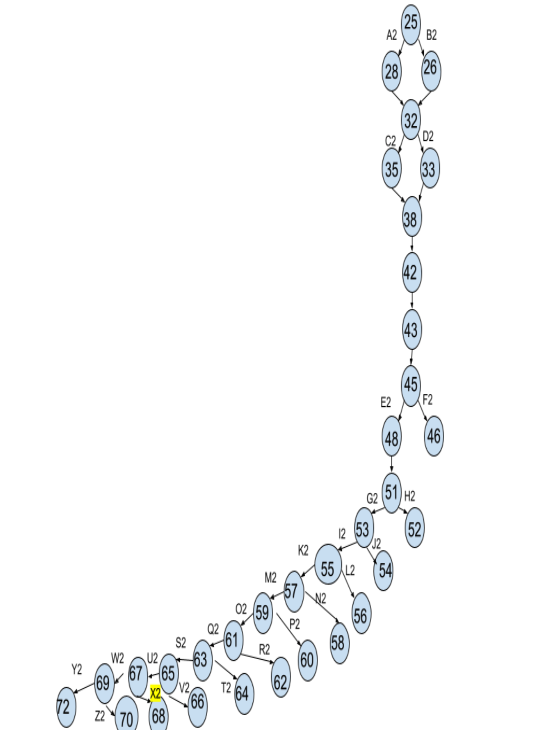 25
A2 B2
28 26
32
C2 D2
35 33
38
42
43
45
E2 F2
48 46
51
G2 H2
53 52
I2 J2
55 54
K2 L2
57 56
M2 N2
59 58
O2 P2
61 60
Q2 R2
63 62
S2 T2
65 64
U2 V2
67 66
W2 X2
69 68
Y2 Z2
72 70